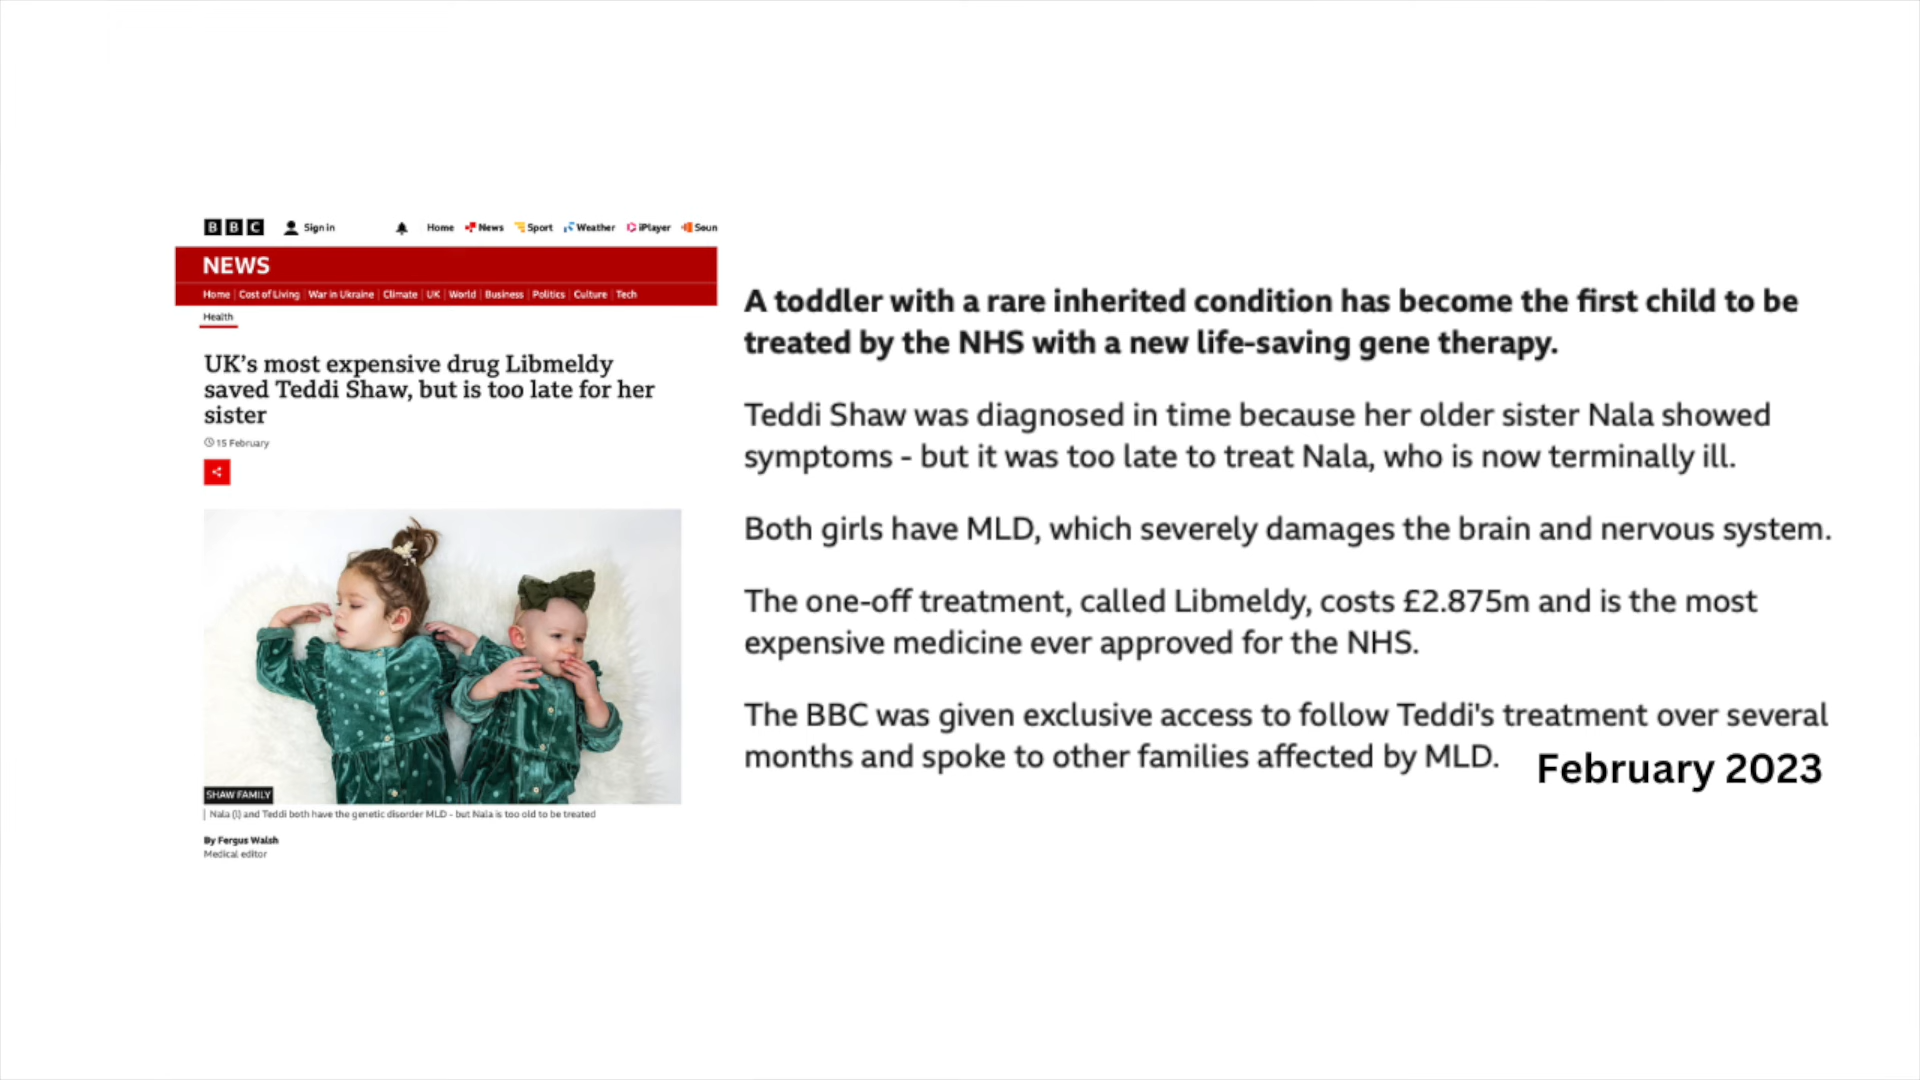 BBC Sign in Home News Sport Weather iPlayer Soun
NEWS
Home Cost of Living War in Ukraine Climate UK World Business Politics Culture Tech
Health
UK's most expensive drug Libmeldy
saved Teddi Shaw, but is too late for her
sister
15 February
SHAW FAMILY
Nala (l) and Teddi both have the genetic disorder MLD - but Nala is too old to be treated
By Fergus Walsh
Medical editor
A toddler with a rare inherited condition has become the first child to be
treated by the NHS with a new life-saving gene therapy.
Teddi Shaw was diagnosed in time because her older sister Nala showed
symptoms - but it was too late to treat Nala, who is now terminally ill.
Both girls have MLD, which severely damages the brain and nervous system.
The one-off treatment, called Libmeldy, costs £2.875m and is the most
expensive medicine ever approved for the NHS.
The BBC was given exclusive access to follow Teddi's treatment over several
months and spoke to other families affected by MLD.
February 2023